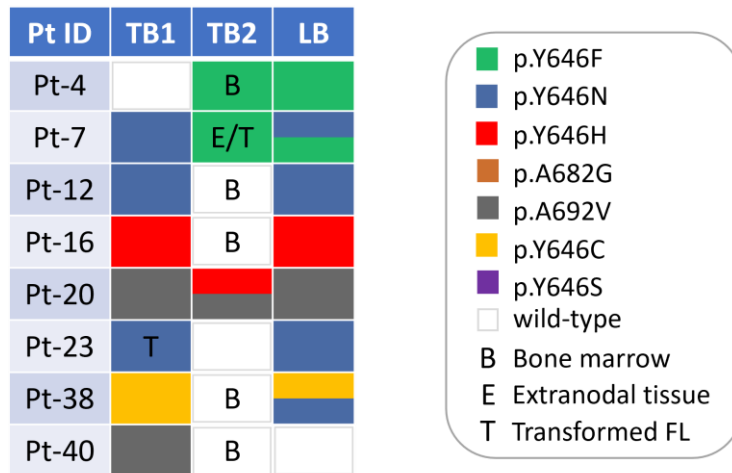 Pt ID TB1 TB2 LB
Pt-4 B
Pt-7 E/T
Pt-12 B
Pt-16 B
Pt-20
Pt-23 T
Pt-38 B
Pt-40 B
p.Y646F
p.Y646N
p.Y646H
p.A682G
p.A692V
p.Y646C
p.Y646S
wild-type
B Bone marrow
E Extranodal tissue
T Transformed FL